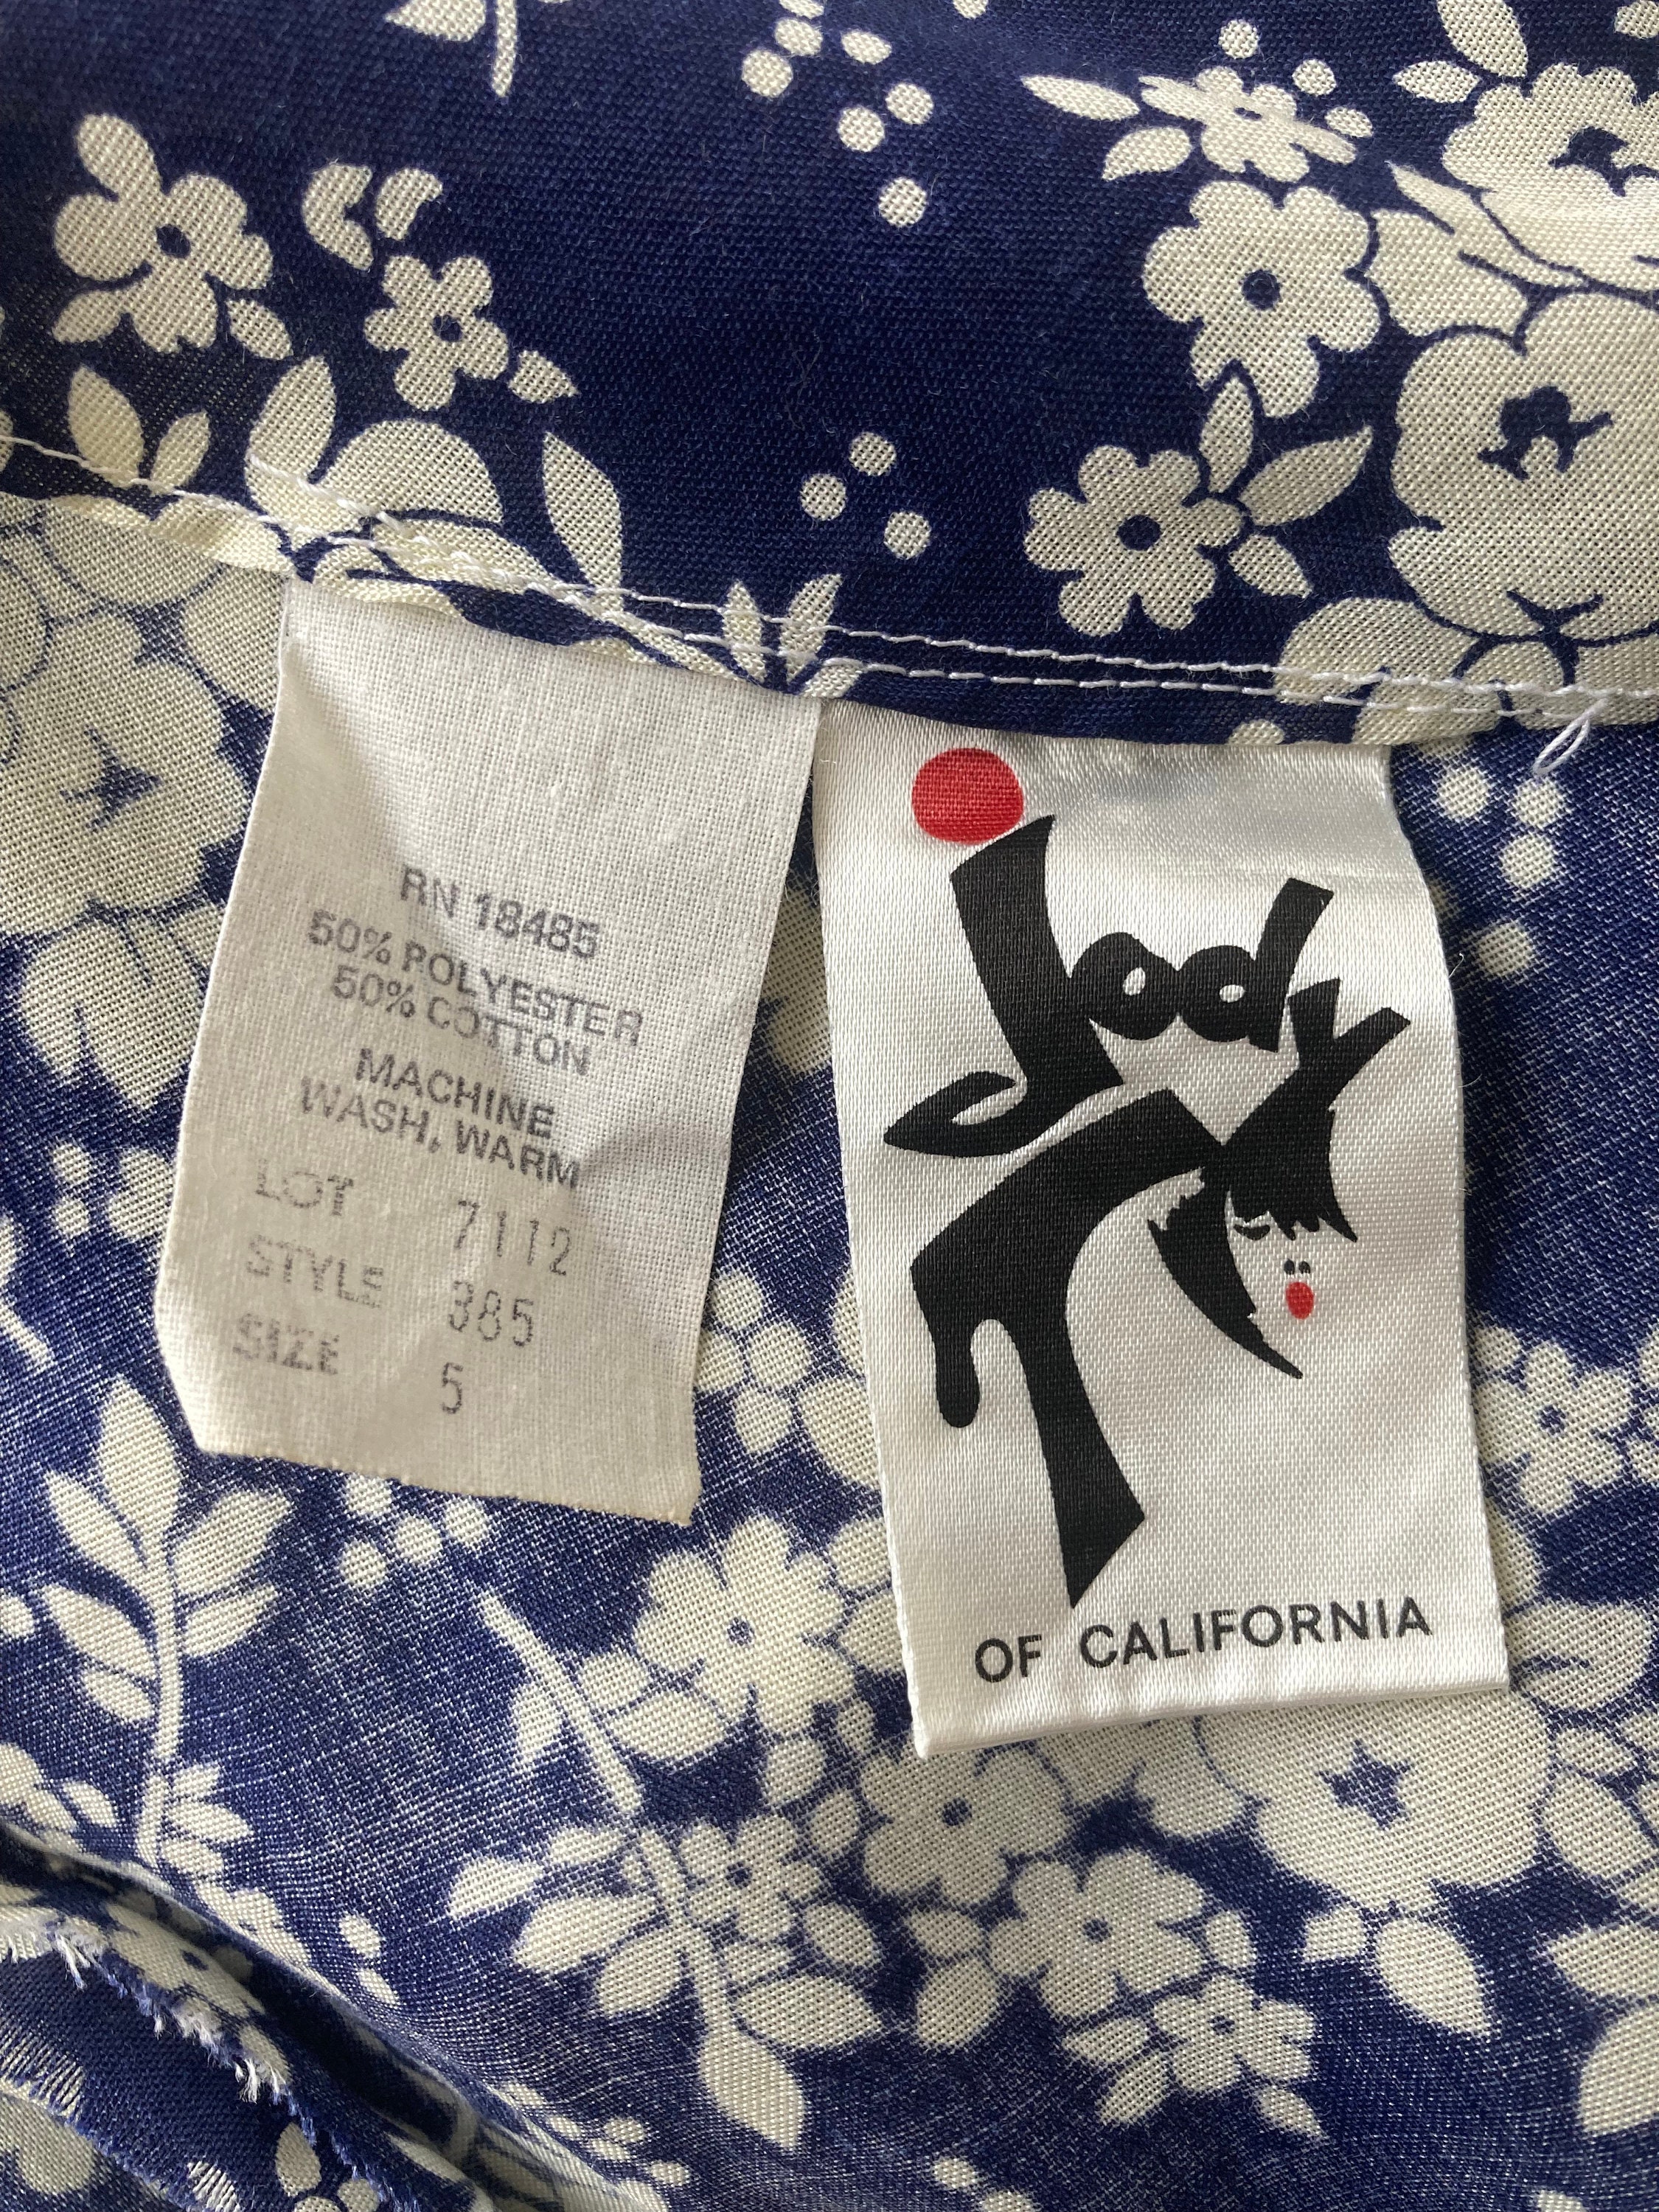 RN 18485
50% POLYESTER
50% COTTON
MACHINE
WASH, WARM
LOT 7112
STYLE 385
SIZE 5
Jody
T
OF CALIFORNIA